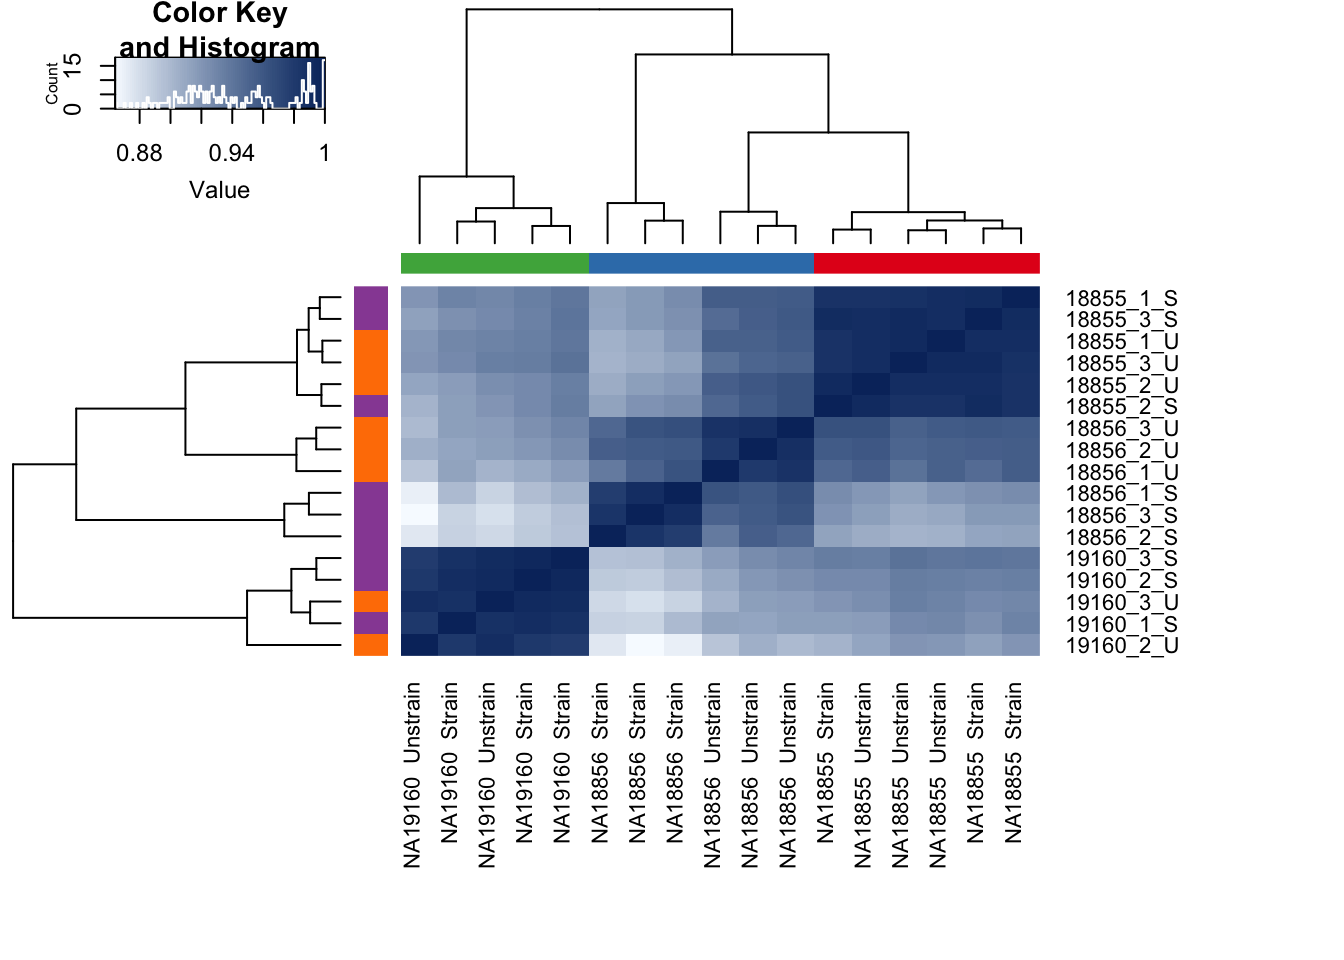 Color Key
and Histogram
Count
0 15
0.88 0.94 1
Value
18855_1_S
18855_3_S
18855_1_U
18855_3_U
18855_2_U
18855_2_S
18856_3_U
18856_2_U
18856_1_U
18856_1_S
18856_3_S
18856_2_S
19160_3_S
19160_2_S
19160_3_U
19160_1_S
19160_2_U
NA19160 Unstrain
NA19160 Strain
NA19160 Unstrain
NA19160 Strain
NA19160 Strain
NA18856 Strain
NA18856 Strain
NA18856 Strain
NA18856 Unstrain
NA18856 Unstrain
NA18856 Unstrain
NA18855 Strain
NA18855 Unstrain
NA18855 Unstrain
NA18855 Unstrain
NA18855 Strain
NA18855 Strain